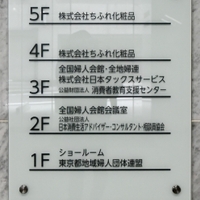 5F 株式会社ちふれ化粧品
4F 株式会社ちふれ化粧品
全国婦人会館・全地婦連
3F 株式会社日本タックスサービス
公益財団法人 消費者教育支援センター
全国婦人会館会議室
2F 公益社団法人
日本消費生活アドバイザー・コンサルタント・相談員協会
1F ショールーム
東京都地域婦人団体連盟